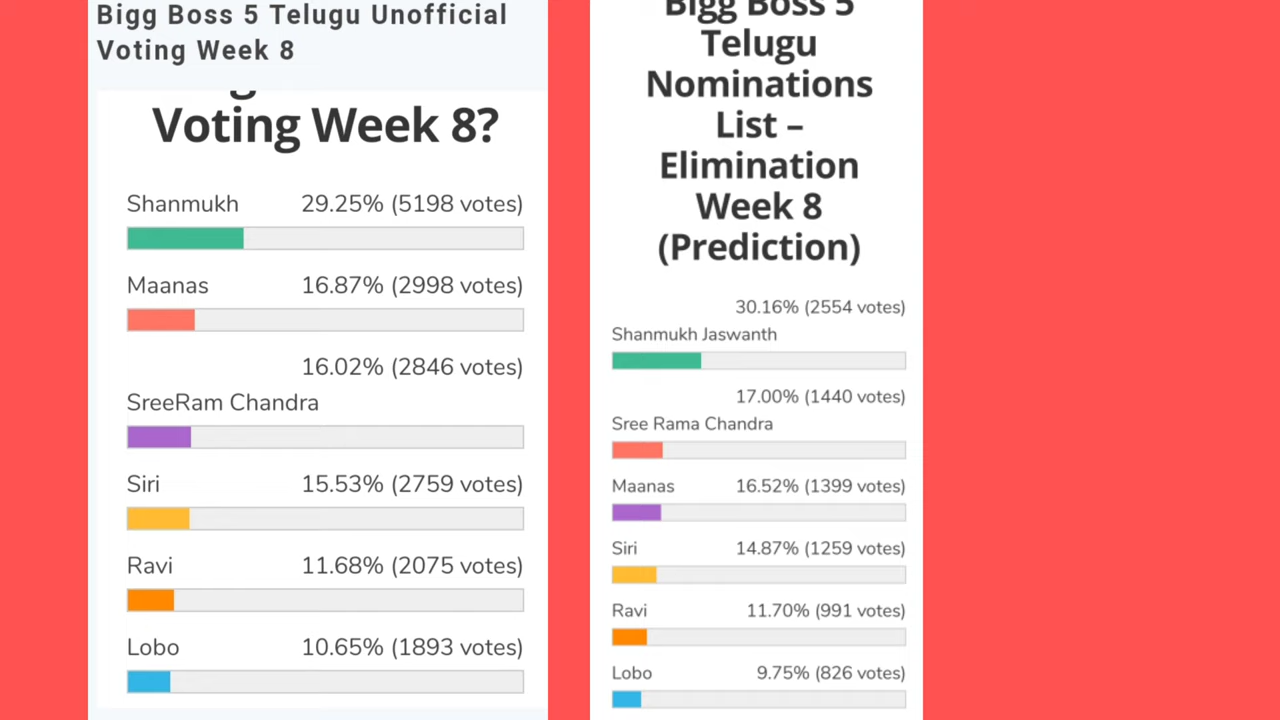 Bigg Boss 5 Telugu Unofficial
Voting Week 8
Voting Week 8?
Shanmukh 29.25% (5198 votes)
Maanas 16.87% (2998 votes)
16.02% (2846 votes)
SreeRam Chandra
Siri 15.53% (2759 votes)
Ravi 11.68% (2075 votes)
Lobo 10.65% (1893 votes)
Bigg Boss 5
Telugu
Nominations
List –
Elimination
Week 8
(Prediction)
30.16% (2554 votes)
Shanmukh Jaswanth
17.00% (1440 votes)
Sree Rama Chandra
Maanas 16.52% (1399 votes)
Siri 14.87% (1259 votes)
Ravi 11.70% (991 votes)
Lobo 9.75% (826 votes)